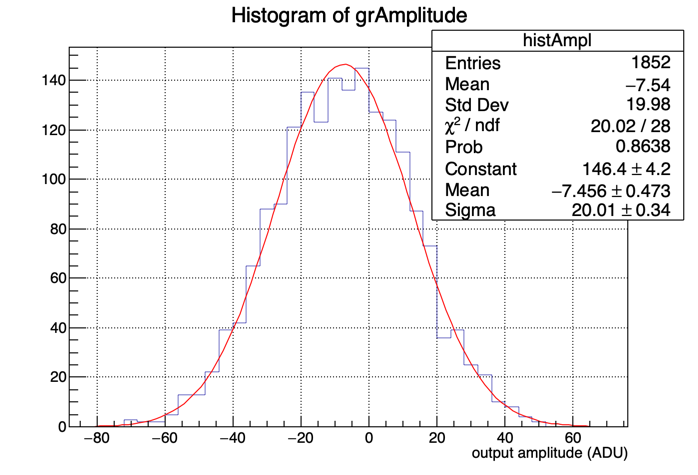 Histogram of grAmplitude
histAmpl
Entries 1852
Mean −7.54
Std Dev 19.98
χ² / ndf 20.02 / 28
Prob 0.8638
Constant 146.4 ± 4.2
Mean −7.456 ± 0.473
Sigma 20.01 ± 0.34
140
120
100
80
60
40
20
0
−80 −60 −40 −20 0 20 40 60
output amplitude (ADU)